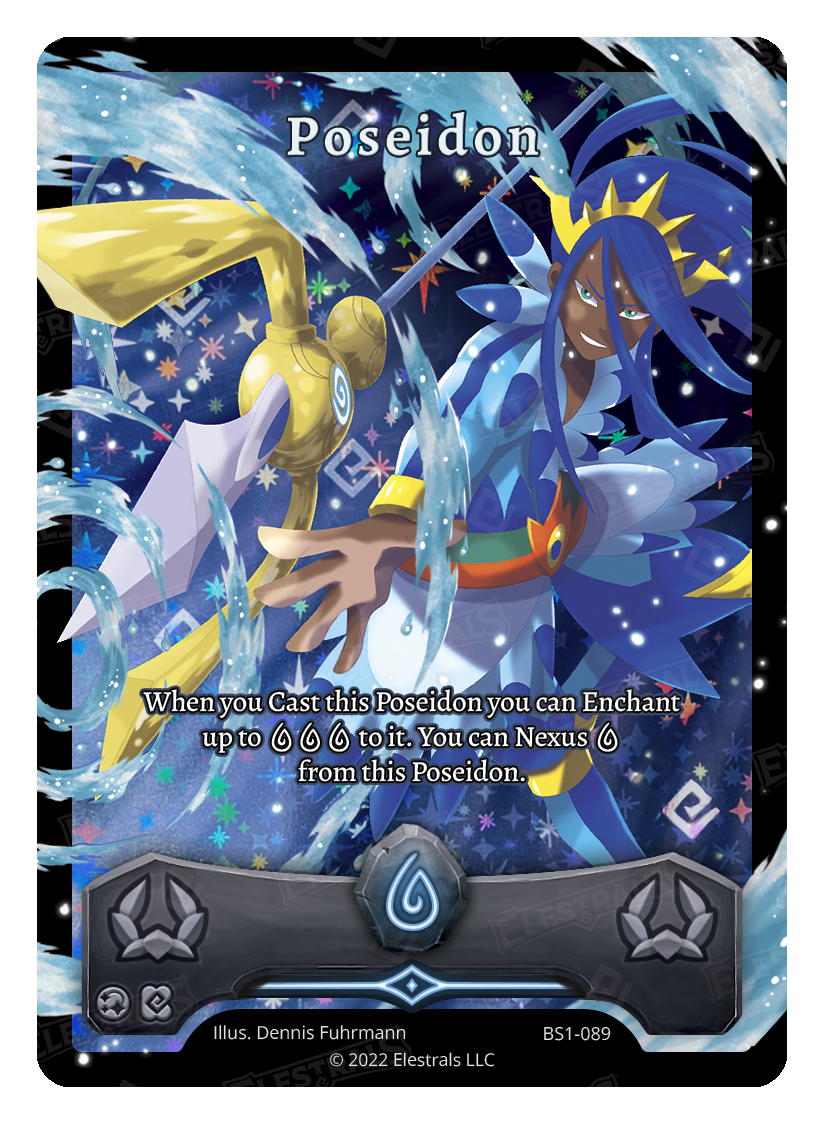 Poseidon
When you Cast this Poseidon you can Enchant
up to to it. You can Nexus
from this Poseidon.
Illus. Dennis Fuhrmann
BS1-089
© 2022 Elestrals LLC
ELESTRALS